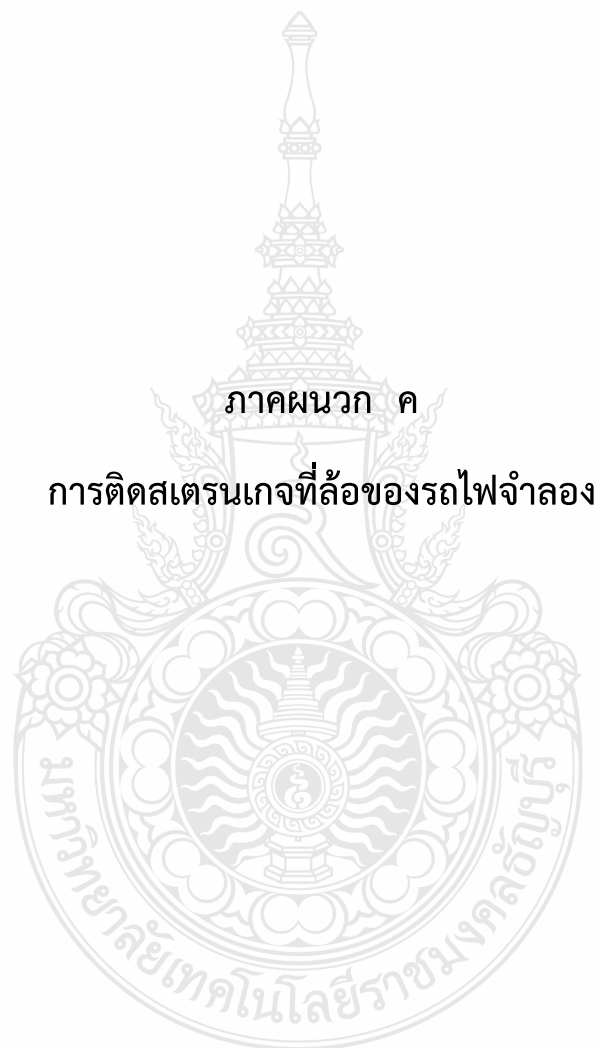 ภาคผนวก ค
การติดสเตรนเกจที่ล้อของรถไฟจำลอง
มหาวิทยาลัยเทคโนโลยีราชมงคลธัญบุรี